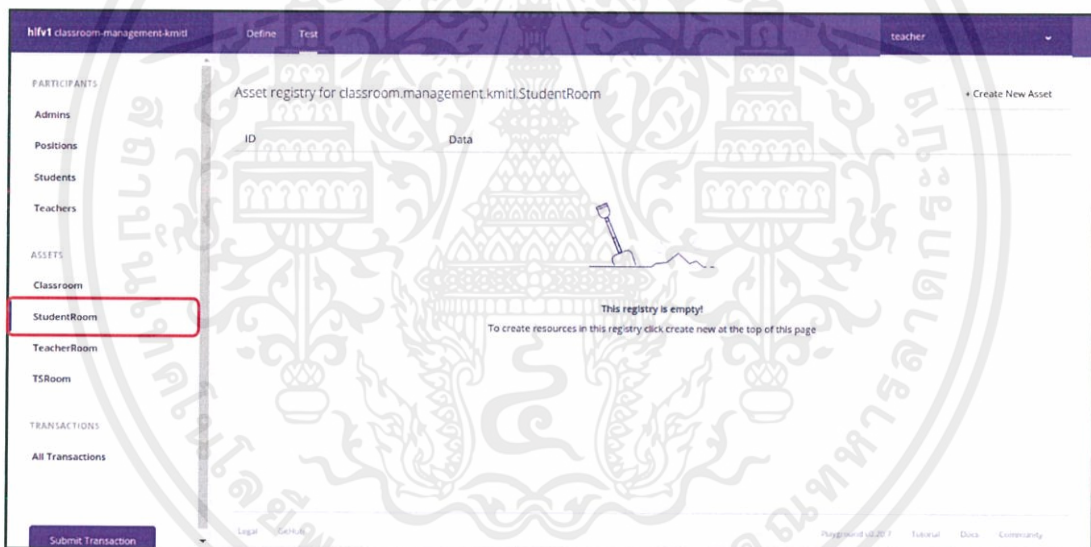 hlfv1 classroom-management-kmitl
Define Test
teacher
PARTICIPANTS
Admins
Positions
Students
Teachers
ASSETS
Classroom
StudentRoom
TeacherRoom
TSRoom
TRANSACTIONS
All Transactions
Submit Transaction
Asset registry for classroom.management.kmitl.StudentRoom
+ Create New Asset
ID Data
This registry is empty!
To create resources in this registry click create new at the top of this page
Legal GitHub
Tutorial Docs Community